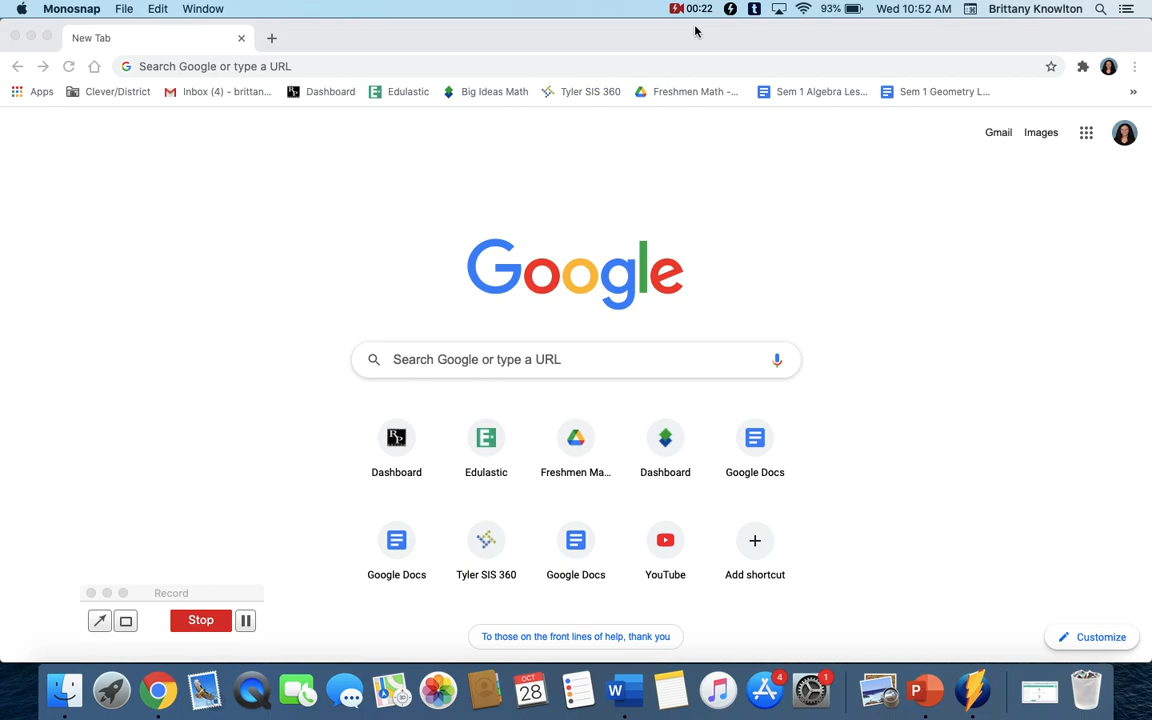 Monosnap File Edit Window 00:22 93% Wed 10:52 AM Brittany Knowlton
New Tab
Search Google or type a URL
Apps Clever/District Inbox (4) - brittan... Dashboard Edulastic Big Ideas Math Tyler SIS 360 Freshmen Math -... Sem 1 Algebra Les... Sem 1 Geometry L... »
Gmail Images
Google
Search Google or type a URL
Dashboard Edulastic Freshmen Ma... Dashboard Google Docs
Google Docs Tyler SIS 360 Google Docs YouTube Add shortcut
Record
Stop
To those on the front lines of help, thank you
Customize
OCT
28
4
1